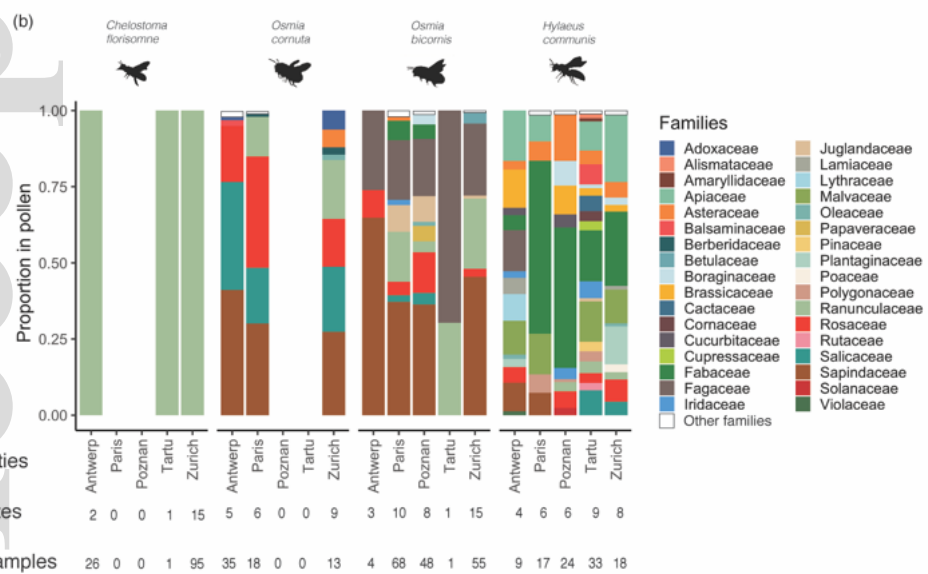 (b)
Chelostoma florisomne
Osmia cornuta
Osmia bicornis
Hylaeus communis
Proportion in pollen
1.00
0.75
0.50
0.25
0.00
Antwerp Paris Poznan Tartu Zurich Antwerp Paris Poznan Tartu Zurich Antwerp Paris Poznan Tartu Zurich Antwerp Paris Poznan Tartu Zurich
ties
tes 2 0 0 1 15 5 6 0 0 9 3 10 8 1 15 4 6 6 9 8
amples 26 0 0 1 95 35 18 0 0 13 4 68 48 1 55 9 17 24 33 18
Families
Adoxaceae
Alismataceae
Amaryllidaceae
Apiaceae
Asteraceae
Balsaminaceae
Berberidaceae
Betulaceae
Boraginaceae
Brassicaceae
Cactaceae
Cornaceae
Cucurbitaceae
Cupressaceae
Fabaceae
Fagaceae
Iridaceae
Other families
Juglandaceae
Lamiaceae
Lythraceae
Malvaceae
Oleaceae
Papaveraceae
Pinaceae
Plantaginaceae
Poaceae
Polygonaceae
Ranunculaceae
Rosaceae
Rutaceae
Salicaceae
Sapindaceae
Solanaceae
Violaceae